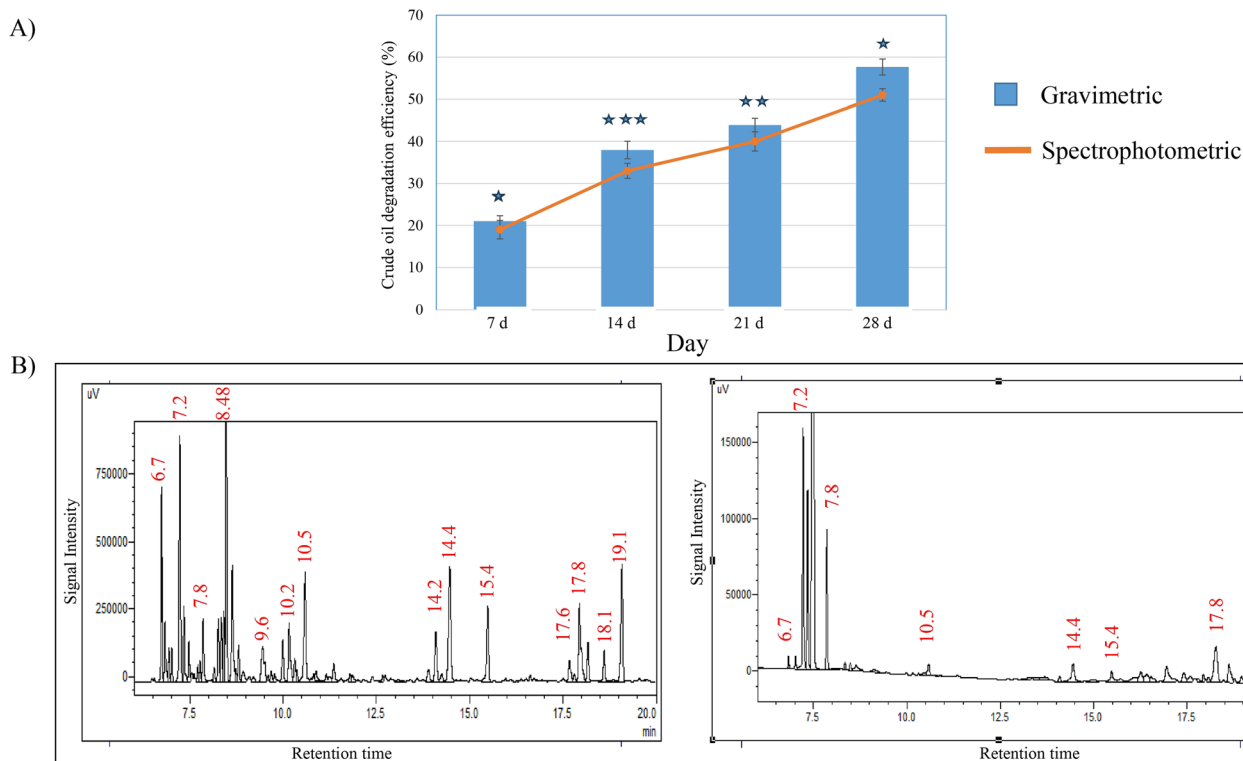 A)
Crude oil degradation efficiency (%)
70
60
50
40
30
20
10
0
7 d
14 d
21 d
28 d
Day
Gravimetric
Spectrophotometric
B)
uV
Signal Intensity
750000
500000
250000
0
6.7
7.2
7.8
8.48
9.6
10.2
10.5
14.2
14.4
15.4
17.6
17.8
18.1
19.1
7.5
10.0
12.5
15.0
17.5
20.0
min
Retention time
uV
Signal Intensity
150000
100000
50000
0
6.7
7.2
7.8
10.5
14.4
15.4
17.8
7.5
10.0
12.5
15.0
17.5
Retention time